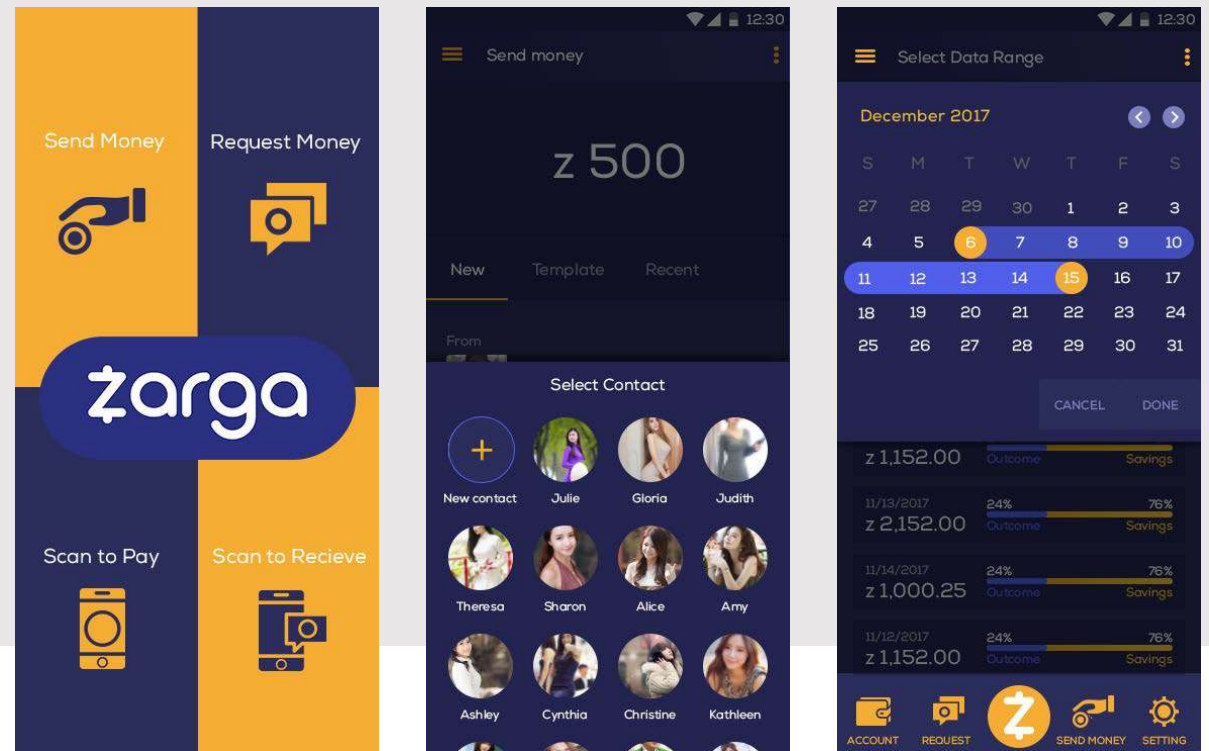 Send Money
Request Money
żarga
Scan to Pay
Scan to Recieve
12:30
Send money
z 500
New Template Recent
From
Select Contact
New contact Julie Gloria Judith
Theresa Sharon Alice Amy
Ashley Cynthia Christine Kathleen
12:30
Select Data Range
December 2017
S M T W T F S
27 28 29 30 1 2 3
4 5 6 7 8 9 10
11 12 13 14 15 16 17
18 19 20 21 22 23 24
25 26 27 28 29 30 31
CANCEL DONE
z 1,152.00 Outcome Savings
11/13/2017 24% 76%
z 2,152.00 Outcome Savings
11/14/2017 24% 76%
z 1,000.25 Outcome Savings
11/12/2017 24% 76%
z 1,152.00 Outcome Savings
ACCOUNT REQUEST SEND MONEY SETTING